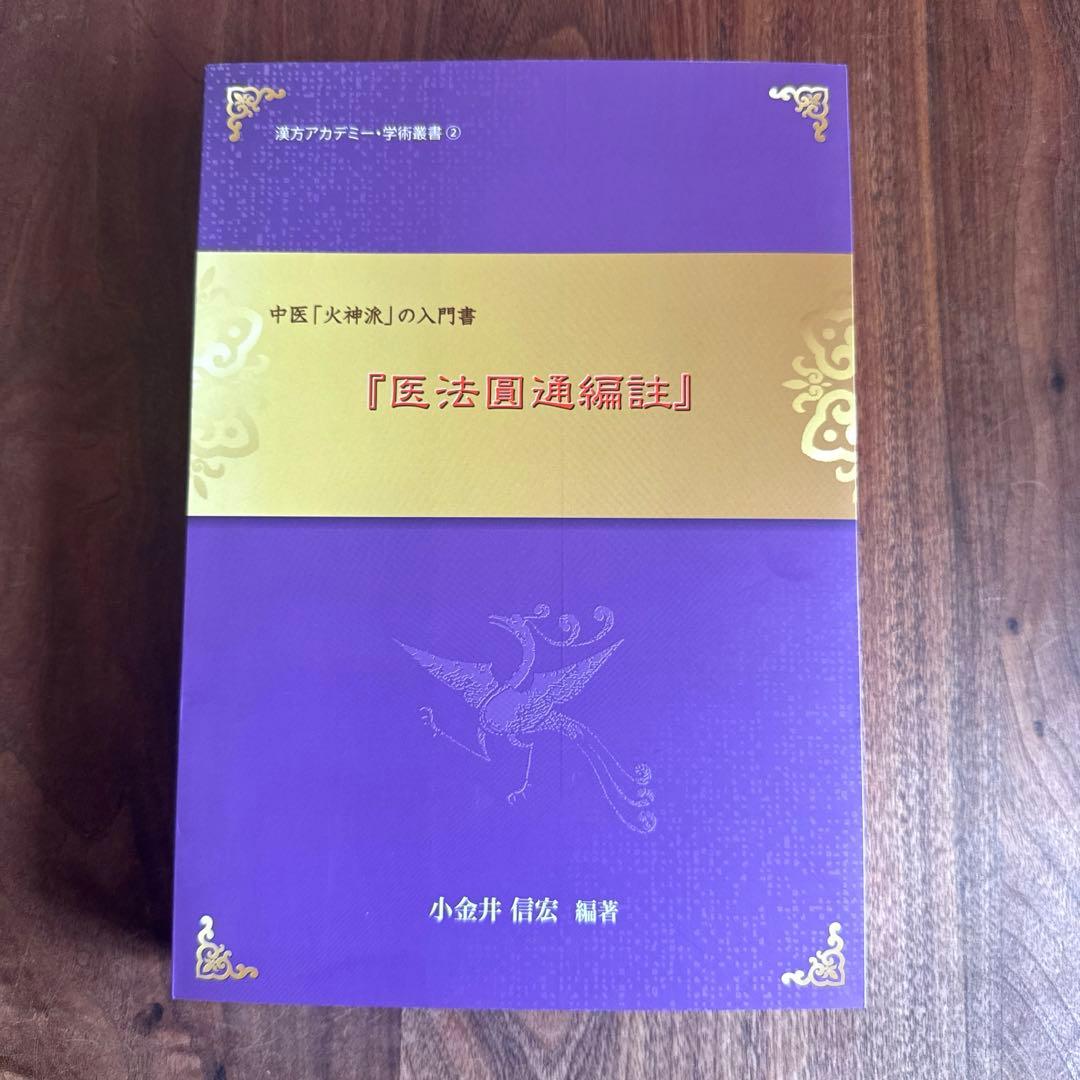 漢方アカデミー・学術叢書②
中医「火神派」の入門書
『医法圓通編註』
小金井 信宏 編著